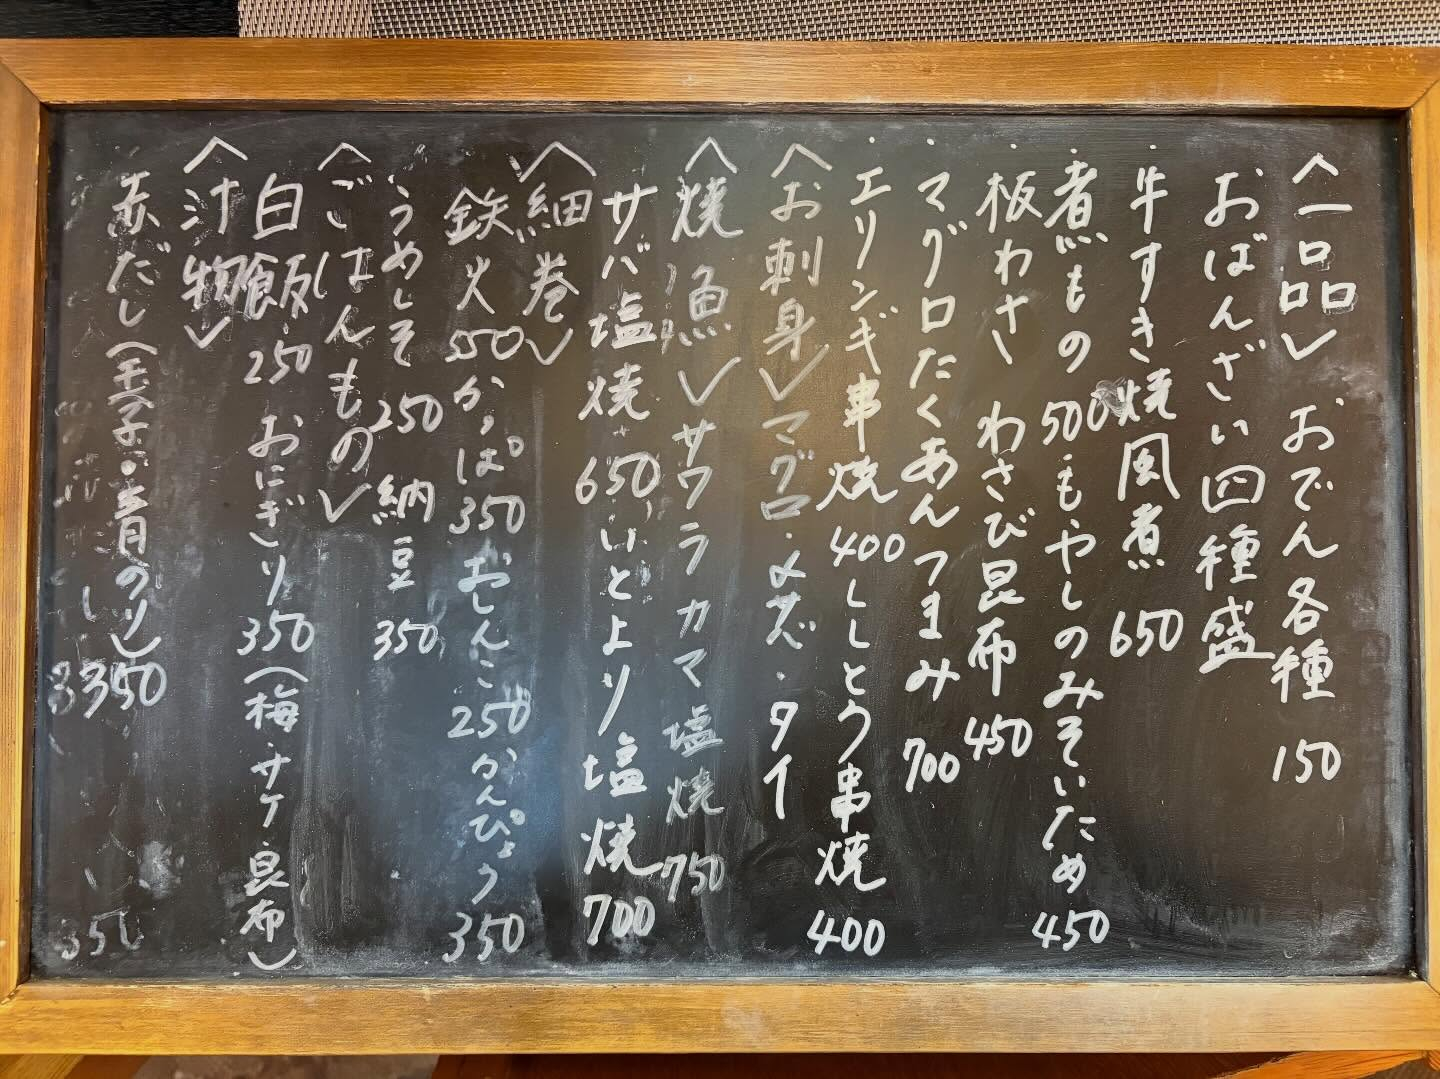 〈一品〉 おでん各種 150
おばんざい四種盛
牛すき焼風煮 650
煮もの 500・もやしのみそいため 450
板わさ わさび昆布 450
マグロたくあんつまみ 700
エリンギ串焼 400 ししとう串焼 400
〈お刺身〉マグロ・〆サバ・タイ
〈焼魚〉サワラカマ塩焼 750
サバ塩焼 650 いとより塩焼 700
〈細巻〉
鉄火 550 かっぱ 350 おしんこ 250 かんぴょう 350
うめしそ 250 納豆 350
〈ごはんもの〉
白飯 250 おにぎり 350 (梅・サケ・昆布)
〈汁物〉
赤だし(玉子・青のり) 350
350